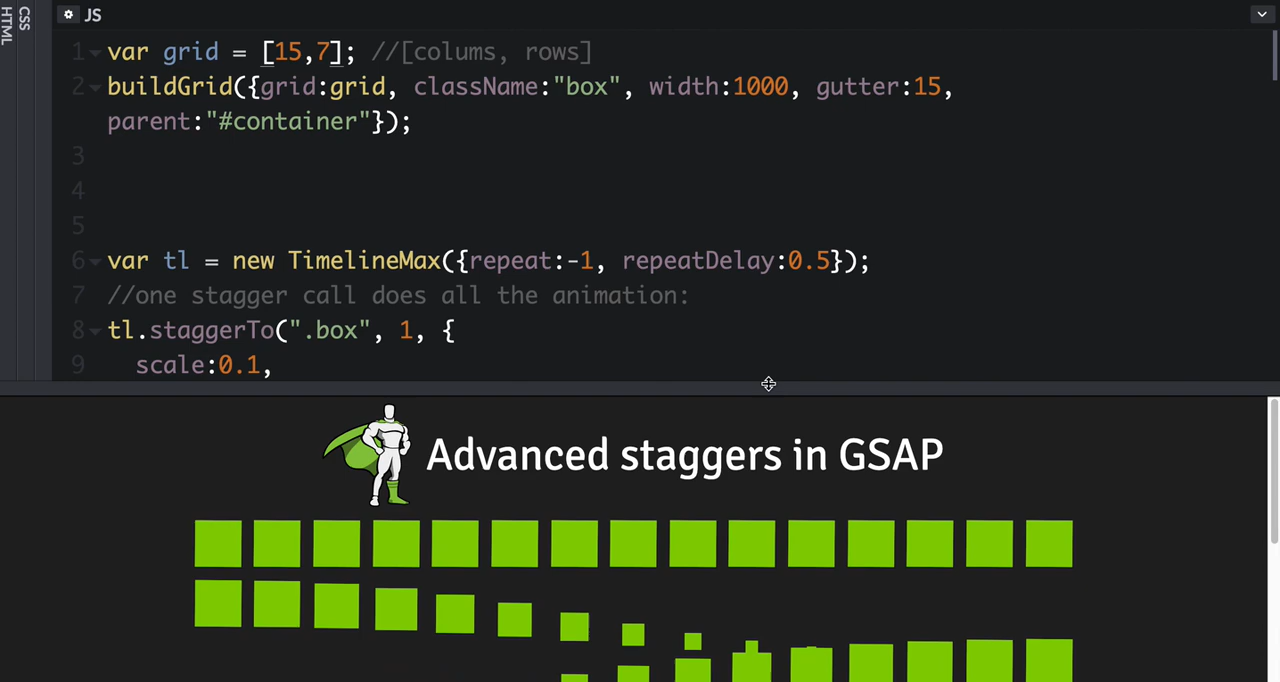 HTML
CSS
JS
1 var grid = [15,7]; //[colums, rows]
2 buildGrid({grid:grid, className:"box", width:1000, gutter:15,
parent:"#container"});
3
4
5
6 var tl = new TimelineMax({repeat:-1, repeatDelay:0.5});
7 //one stagger call does all the animation:
8 tl.staggerTo(".box", 1, {
9 scale:0.1,
Advanced staggers in GSAP